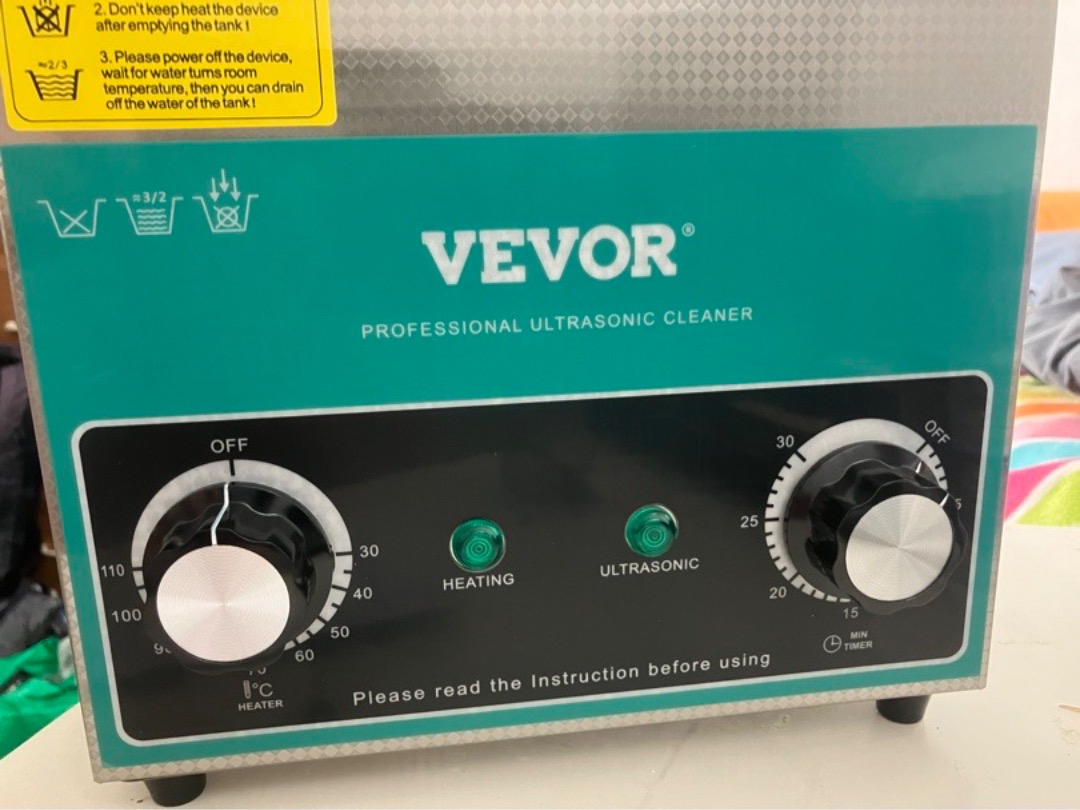 2. Don't keep heat the device
after emptying the tank!
≈2/3
3. Please power off the device,
wait for water turns room
temperature, then you can drain
off the water of the tank!
≈3/2
VEVOR®
PROFESSIONAL ULTRASONIC CLEANER
OFF
30
40
50
60
100
110
°C
HEATER
HEATING
ULTRASONIC
OFF
15
20
25
30
MIN
TIMER
Please read the Instruction before using